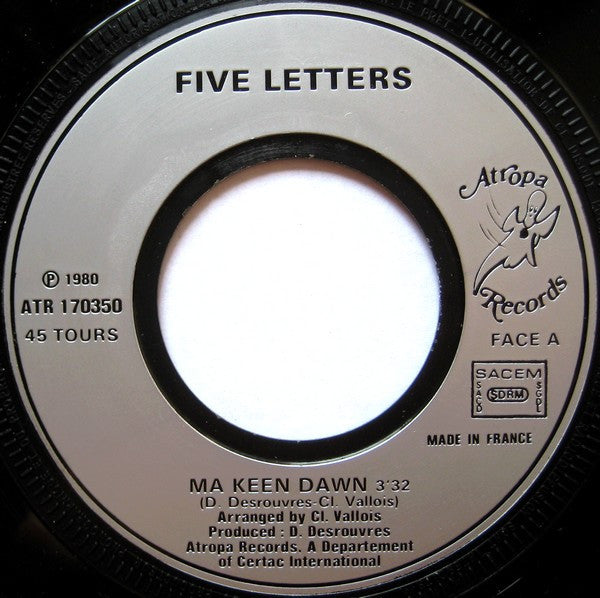 FIVE LETTERS
Atropa
Records
℗ 1980
ATR 170350
45 TOURS
FACE A
SACEM
SACD
SDRM
SGDL
MADE IN FRANCE
MA KEEN DAWN 3'32
(D. Desrouvres-Cl. Vallois)
Arranged by Cl. Vallois
Produced : D. Desrouvres
Atropa Records. A Departement
of Certac International